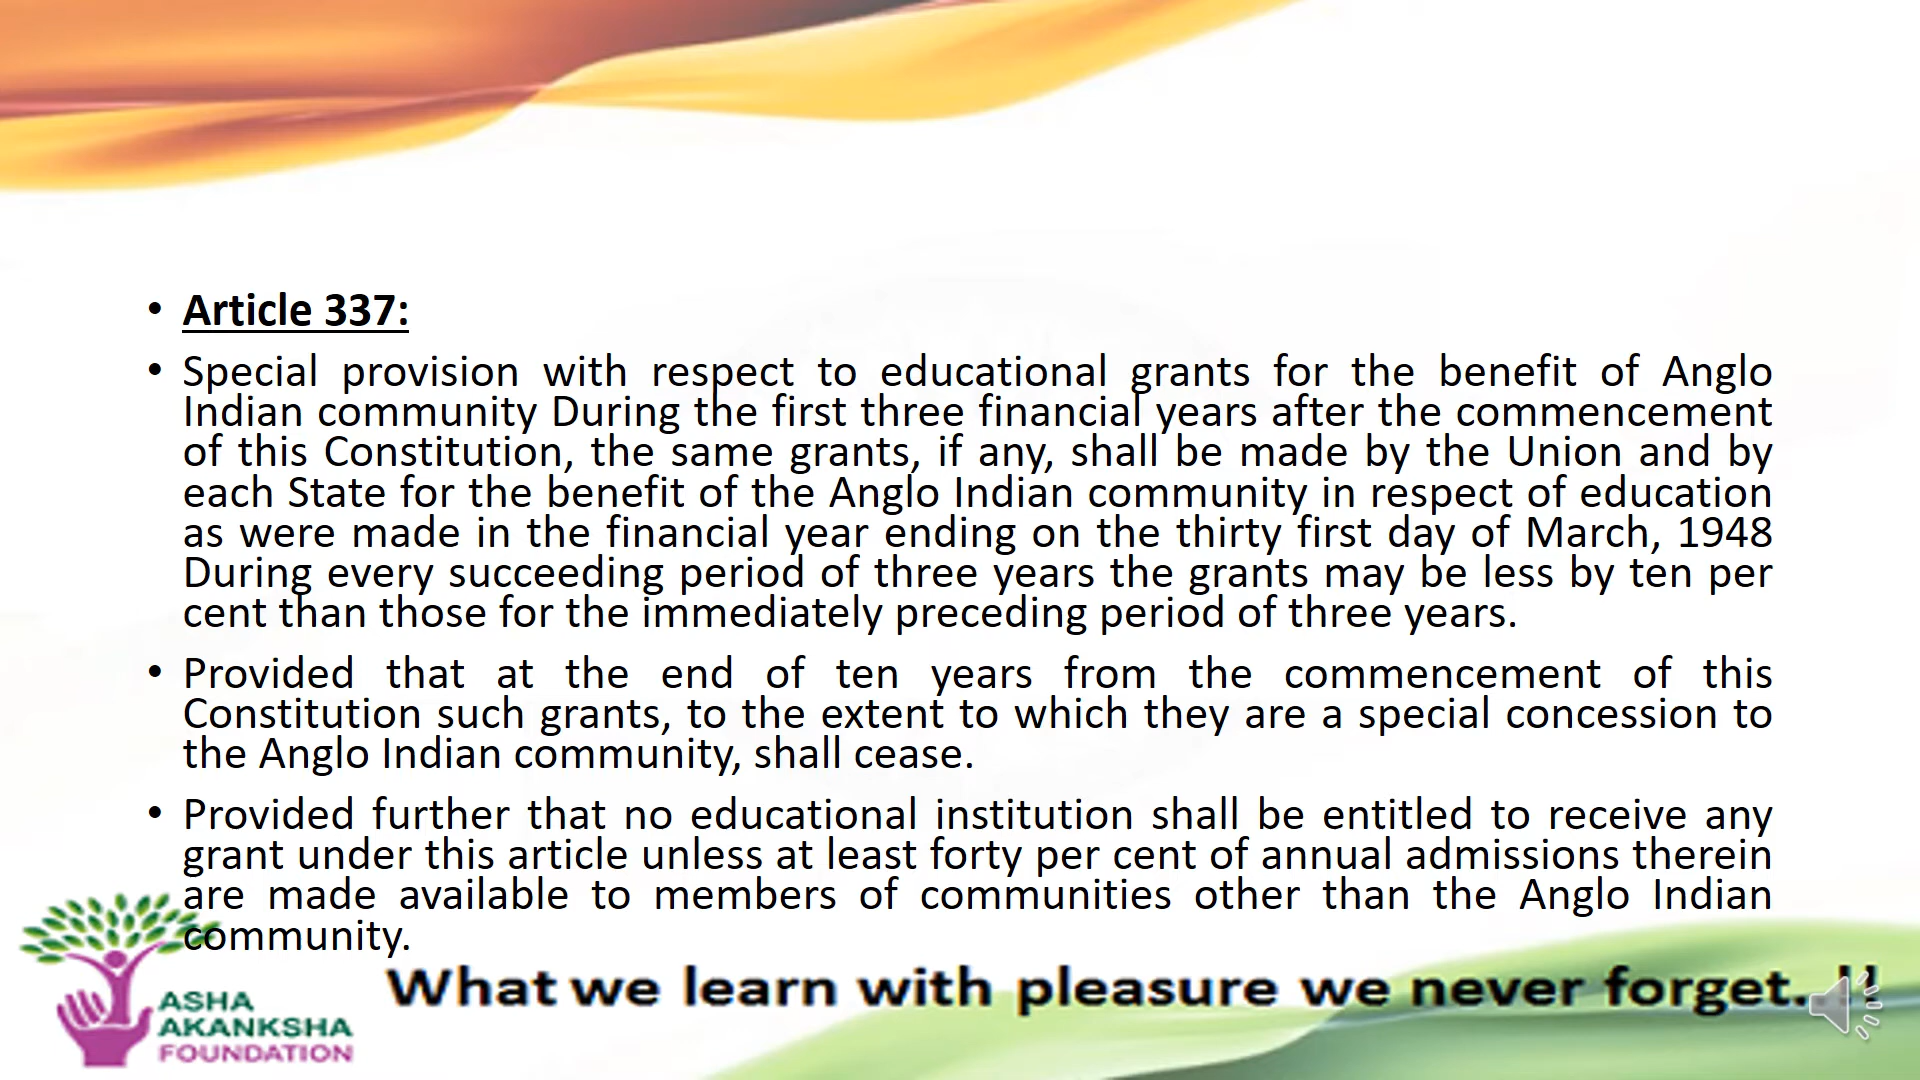 • Article 337:
• Special provision with respect to educational grants for the benefit of Anglo
Indian community During the first three financial years after the commencement
of this Constitution, the same grants, if any, shall be made by the Union and by
each State for the benefit of the Anglo Indian community in respect of education
as were made in the financial year ending on the thirty first day of March, 1948
During every succeeding period of three years the grants may be less by ten per
cent than those for the immediately preceding period of three years.
• Provided that at the end of ten years from the commencement of this
Constitution such grants, to the extent to which they are a special concession to
the Anglo Indian community, shall cease.
• Provided further that no educational institution shall be entitled to receive any
grant under this article unless at least forty per cent of annual admissions therein
are made available to members of communities other than the Anglo Indian
community.
What we learn with pleasure we never forget..!!
ASHA
AKANKSHA
FOUNDATION